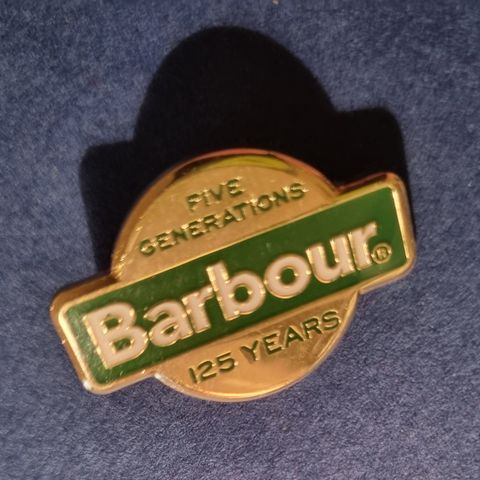 FIVE
GENERATIONS
Barbour®
125 YEARS